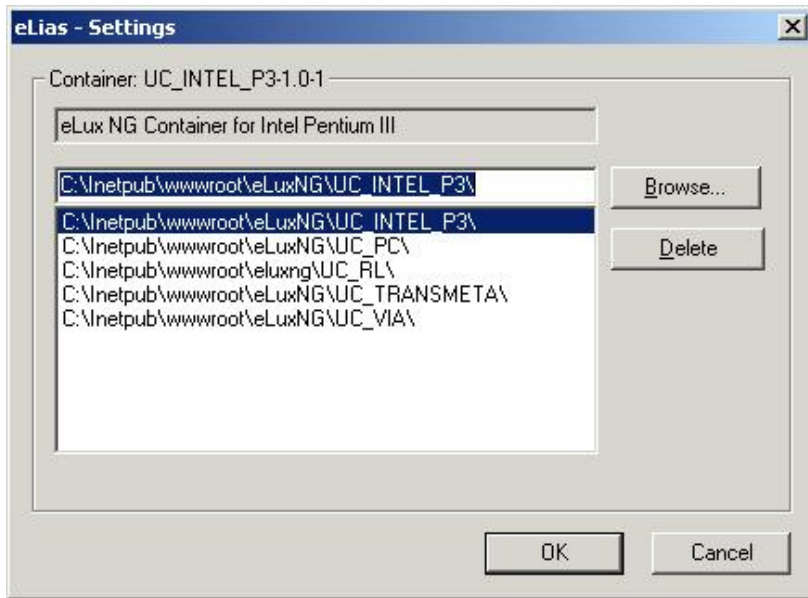 eLias - Settings
Container: UC_INTEL_P3-1.0-1
eLux NG Container for Intel Pentium III
C:\Inetpub\wwwroot\eLuxNG\UC_INTEL_P3\
Browse...
C:\Inetpub\wwwroot\eLuxNG\UC_INTEL_P3\
C:\Inetpub\wwwroot\eLuxNG\UC_PC\
C:\Inetpub\wwwroot\eluxng\UC_RL\
C:\Inetpub\wwwroot\eLuxNG\UC_TRANSMETA\
C:\Inetpub\wwwroot\eLuxNG\UC_VIA\
Delete
OK
Cancel